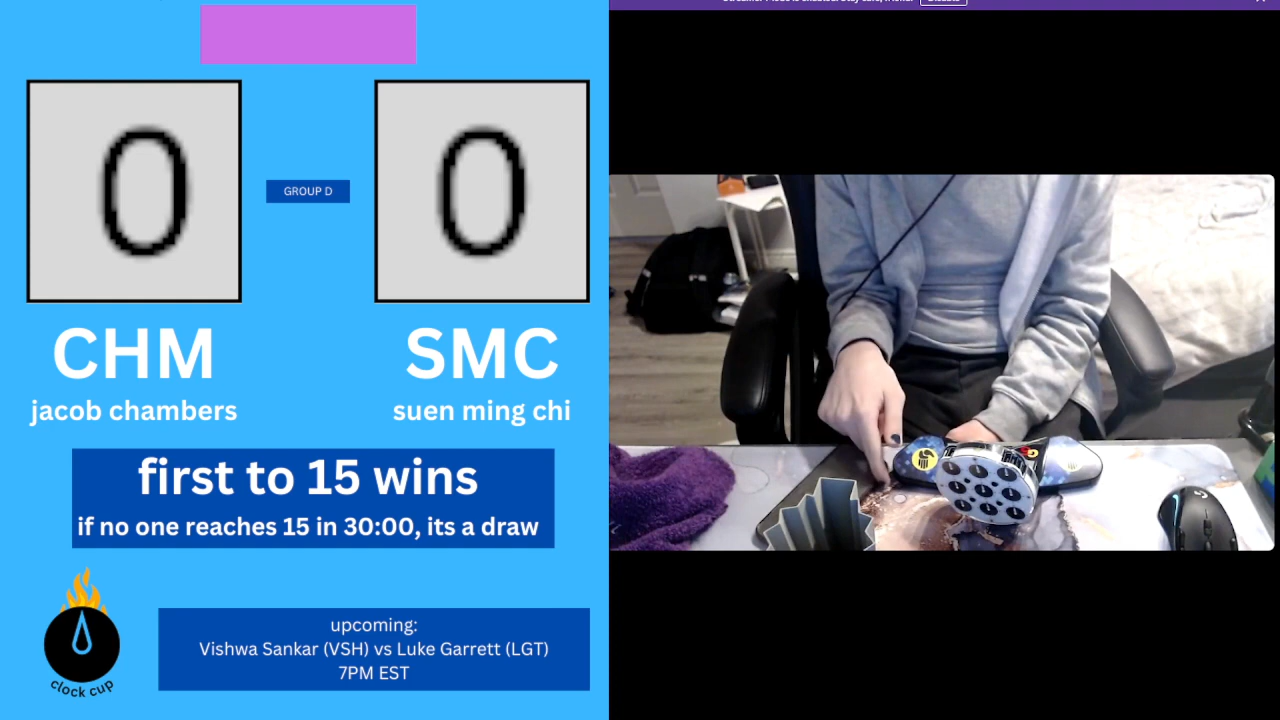 0
0
GROUP D
CHM
SMC
jacob chambers
suen ming chi
first to 15 wins
if no one reaches 15 in 30:00, its a draw
upcoming:
Vishwa Sankar (VSH) vs Luke Garrett (LGT)
7PM EST
clock cup